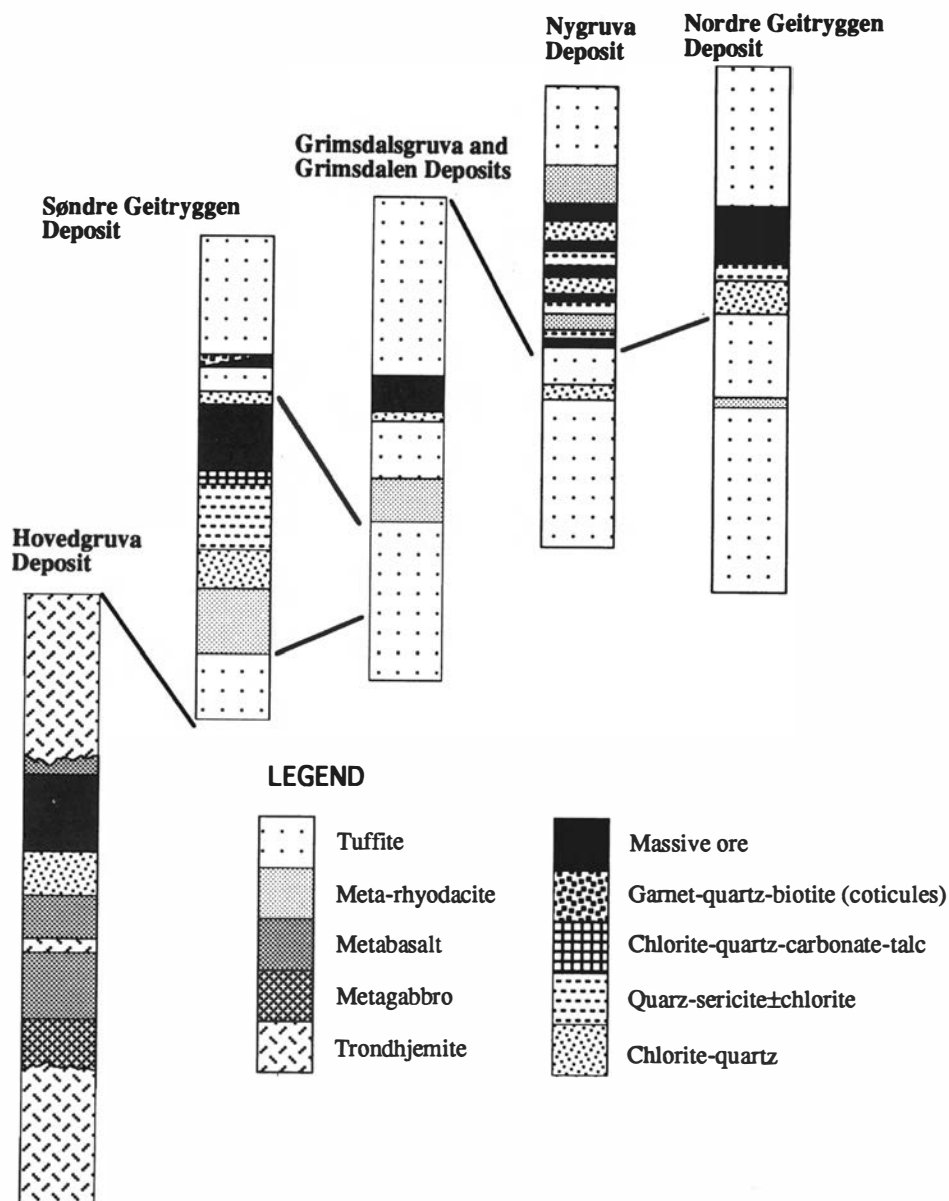 Nygruva
Deposit
Nordre Geitryggen
Deposit
Grimsdalsgruva and
Grimsdalen Deposits
Søndre Geitryggen
Deposit
Hovedgruva
Deposit
LEGEND
Tuffite
Meta-rhyodacite
Metabasalt
Metagabbro
Trondhjemite
Massive ore
Garnet-quartz-biotite (coticules)
Chlorite-quartz-carbonate-talc
Quarz-sericite±chlorite
Chlorite-quartz